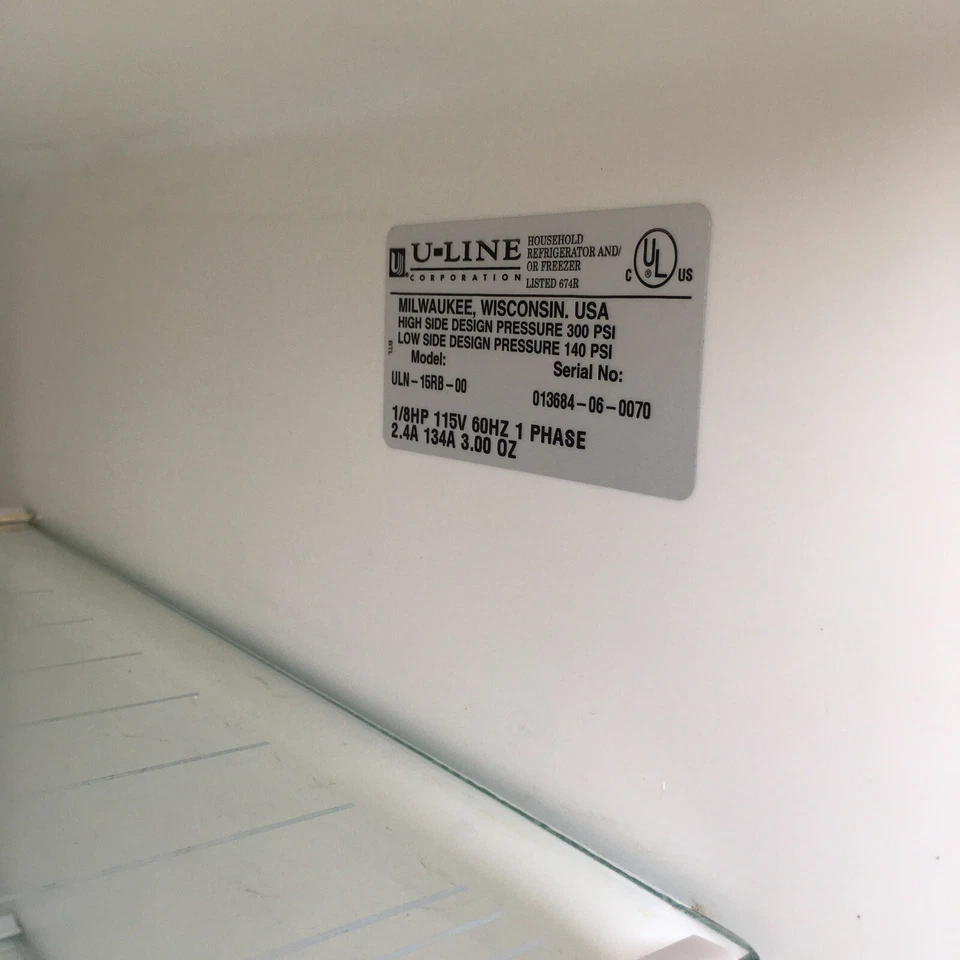 U-LINE
CORPORATION
HOUSEHOLD
REFRIGERATOR AND/
OR FREEZER
LISTED 674R
C UL ® US
MILWAUKEE, WISCONSIN. USA
HIGH SIDE DESIGN PRESSURE 300 PSI
LOW SIDE DESIGN PRESSURE 140 PSI
Model:
Serial No:
ULN-15RB-00
013684-06-0070
1/8HP 115V 60HZ 1 PHASE
2.4A 134A 3.00 OZ